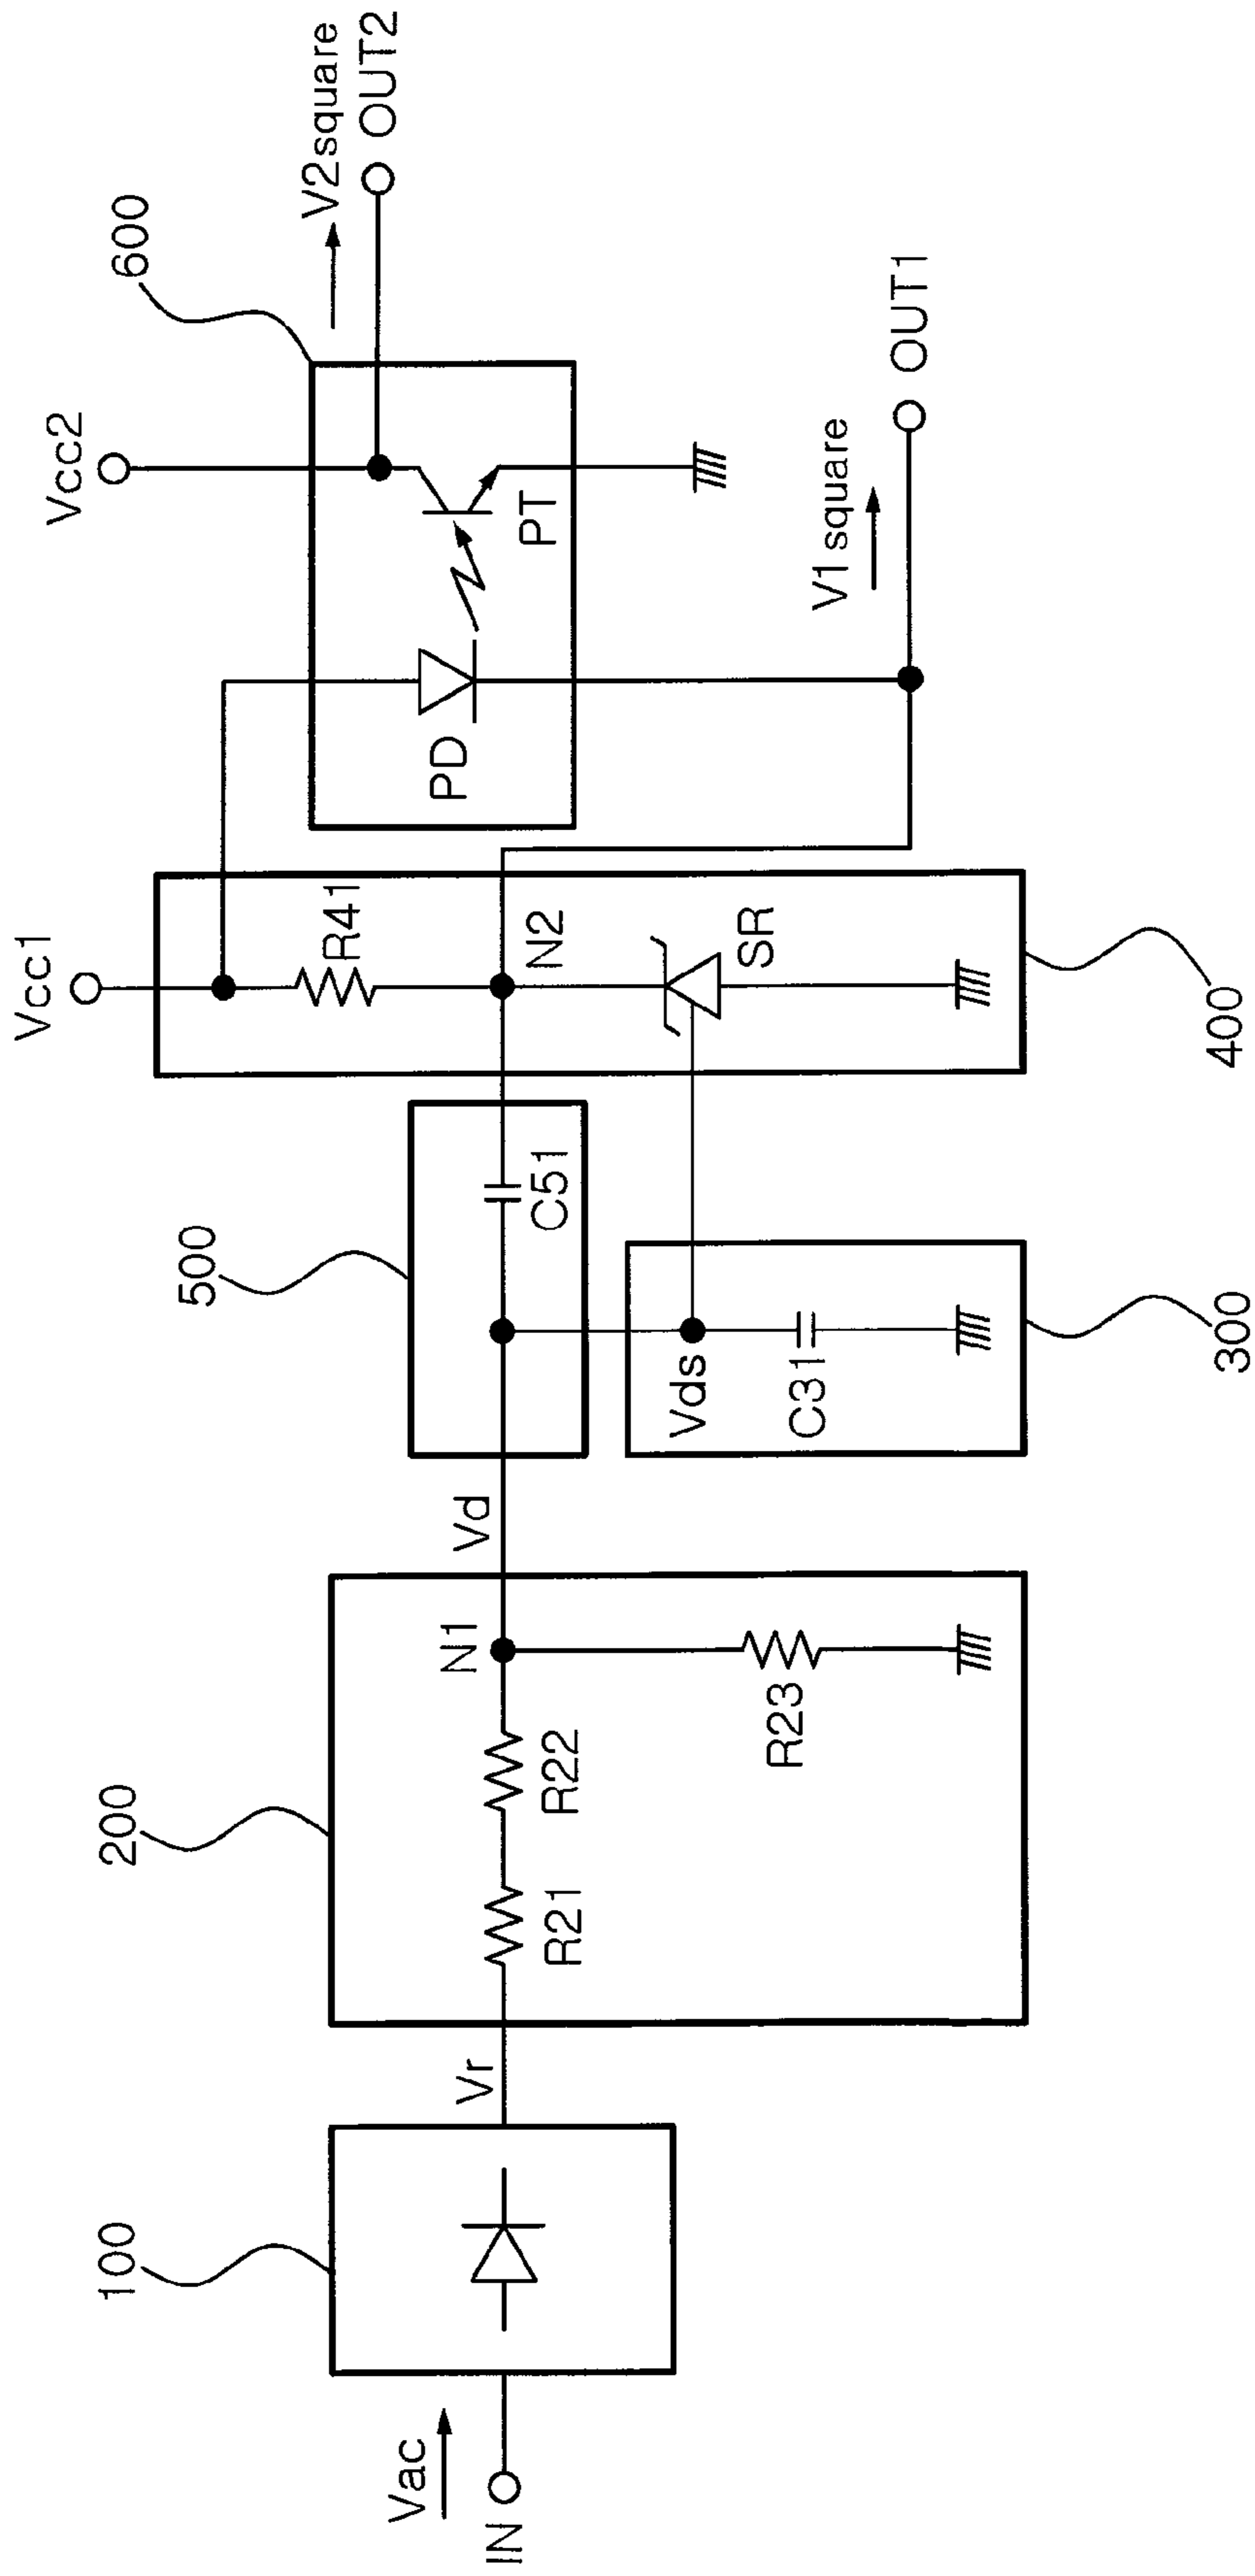 Vcc1
Vcc2
600
V2square
OUT2
R41
PD
PT
500
C51
N2
V1square
OUT1
SR
400
200
Vd
N1
R21
R22
R23
Vds
C31
300
100
Vr
Vac
IN